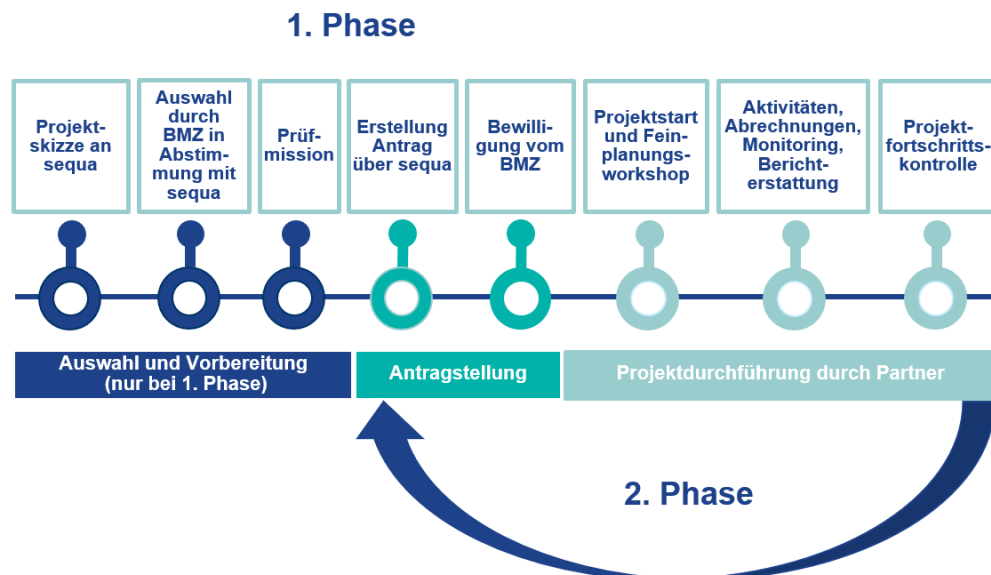 1. Phase
Projekt-
skizze an
sequa
Auswahl
durch
BMZ in
Abstim-
mung mit
sequa
Prüf-
mission
Erstellung
Antrag
über sequa
Bewilli-
gung vom
BMZ
Projektstart
und Fein-
planungs-
workshop
Aktivitäten,
Abrechnungen,
Monitoring,
Bericht-
erstattung
Projekt-
fortschritts-
kontrolle
Auswahl und Vorbereitung
(nur bei 1. Phase)
Antragstellung
Projektdurchführung durch Partner
2. Phase